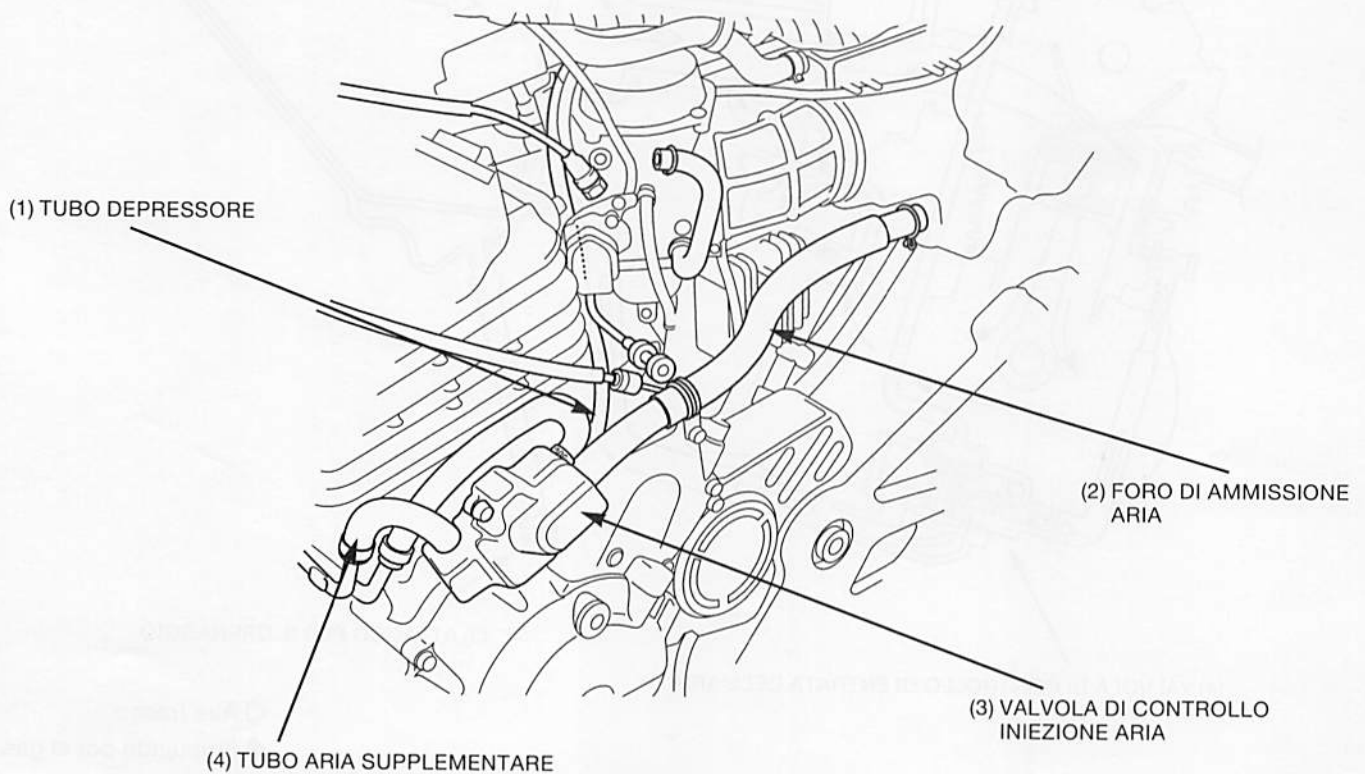 (1) TUBO DEPRESSORE
(2) FORO DI AMMISSIONE
ARIA
(3) VALVOLA DI CONTROLLO
INIEZIONE ARIA
(4) TUBO ARIA SUPPLEMENTARE